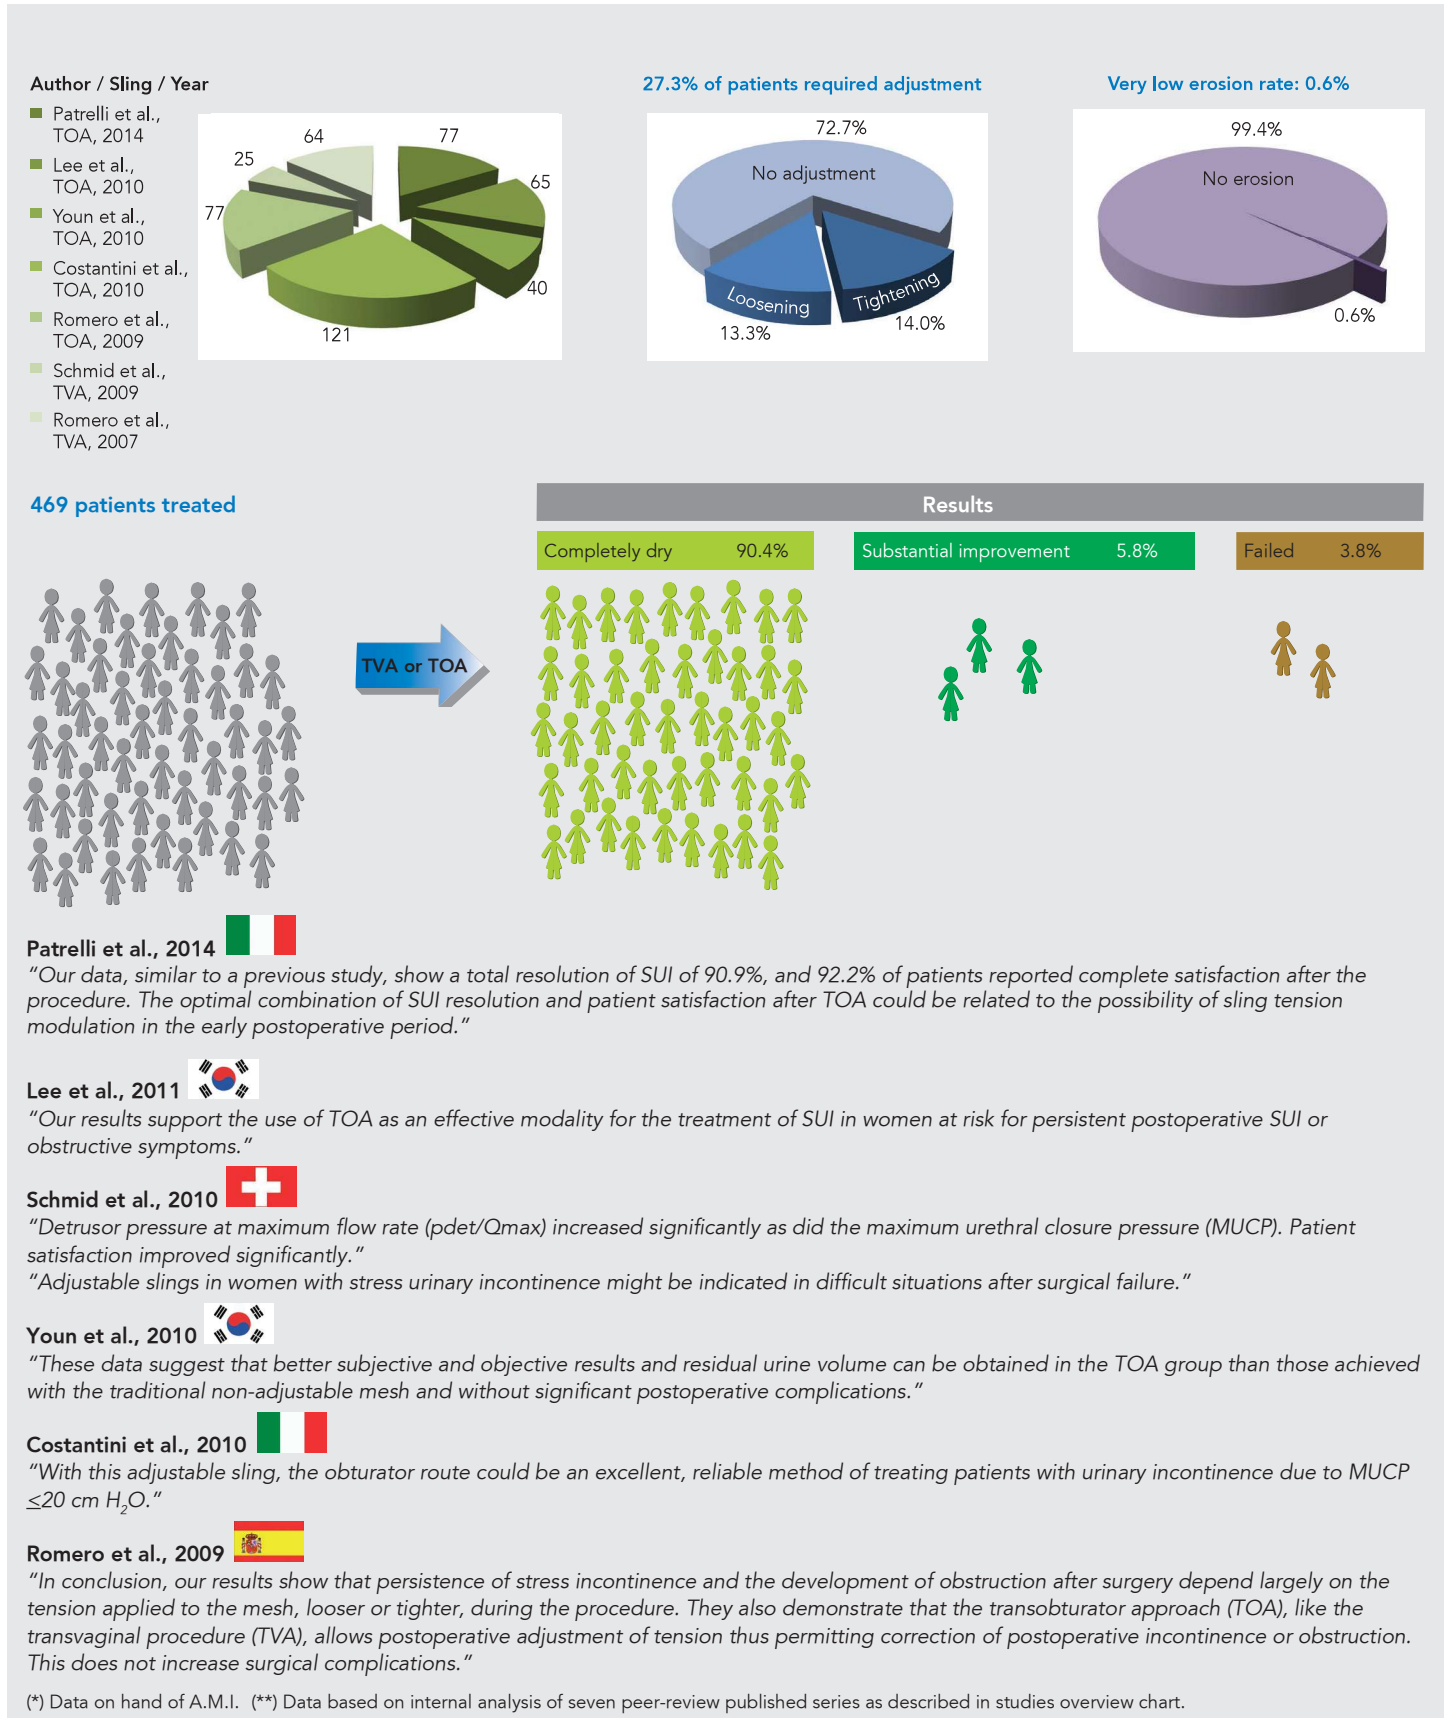 Author / Sling / Year
Patrelli et al.,
TOA, 2014
Lee et al.,
TOA, 2010
Youn et al.,
TOA, 2010
Costantini et al.,
TOA, 2010
Romero et al.,
TOA, 2009
Schmid et al.,
TVA, 2009
Romero et al.,
TVA, 2007
64
77
25
65
77
40
121
27.3% of patients required adjustment
72.7%
No adjustment
Loosening
Tightening
13.3%
14.0%
Very low erosion rate: 0.6%
99.4%
No erosion
0.6%
469 patients treated
Results
Completely dry 90.4%
Substantial improvement 5.8%
Failed 3.8%
TVA or TOA
Patrelli et al., 2014
“Our data, similar to a previous study, show a total resolution of SUI of 90.9%, and 92.2% of patients reported complete satisfaction after the
procedure. The optimal combination of SUI resolution and patient satisfaction after TOA could be related to the possibility of sling tension
modulation in the early postoperative period.”
Lee et al., 2011
“Our results support the use of TOA as an effective modality for the treatment of SUI in women at risk for persistent postoperative SUI or
obstructive symptoms.”
Schmid et al., 2010
“Detrusor pressure at maximum flow rate (pdet/Qmax) increased significantly as did the maximum urethral closure pressure (MUCP). Patient
satisfaction improved significantly.”
“Adjustable slings in women with stress urinary incontinence might be indicated in difficult situations after surgical failure.”
Youn et al., 2010
“These data suggest that better subjective and objective results and residual urine volume can be obtained in the TOA group than those achieved
with the traditional non-adjustable mesh and without significant postoperative complications.”
Costantini et al., 2010
“With this adjustable sling, the obturator route could be an excellent, reliable method of treating patients with urinary incontinence due to MUCP
≤20 cm H₂O.”
Romero et al., 2009
“In conclusion, our results show that persistence of stress incontinence and the development of obstruction after surgery depend largely on the
tension applied to the mesh, looser or tighter, during the procedure. They also demonstrate that the transobturator approach (TOA), like the
transvaginal procedure (TVA), allows postoperative adjustment of tension thus permitting correction of postoperative incontinence or obstruction.
This does not increase surgical complications.”
(*) Data on hand of A.M.I. (**) Data based on internal analysis of seven peer-review published series as described in studies overview chart.